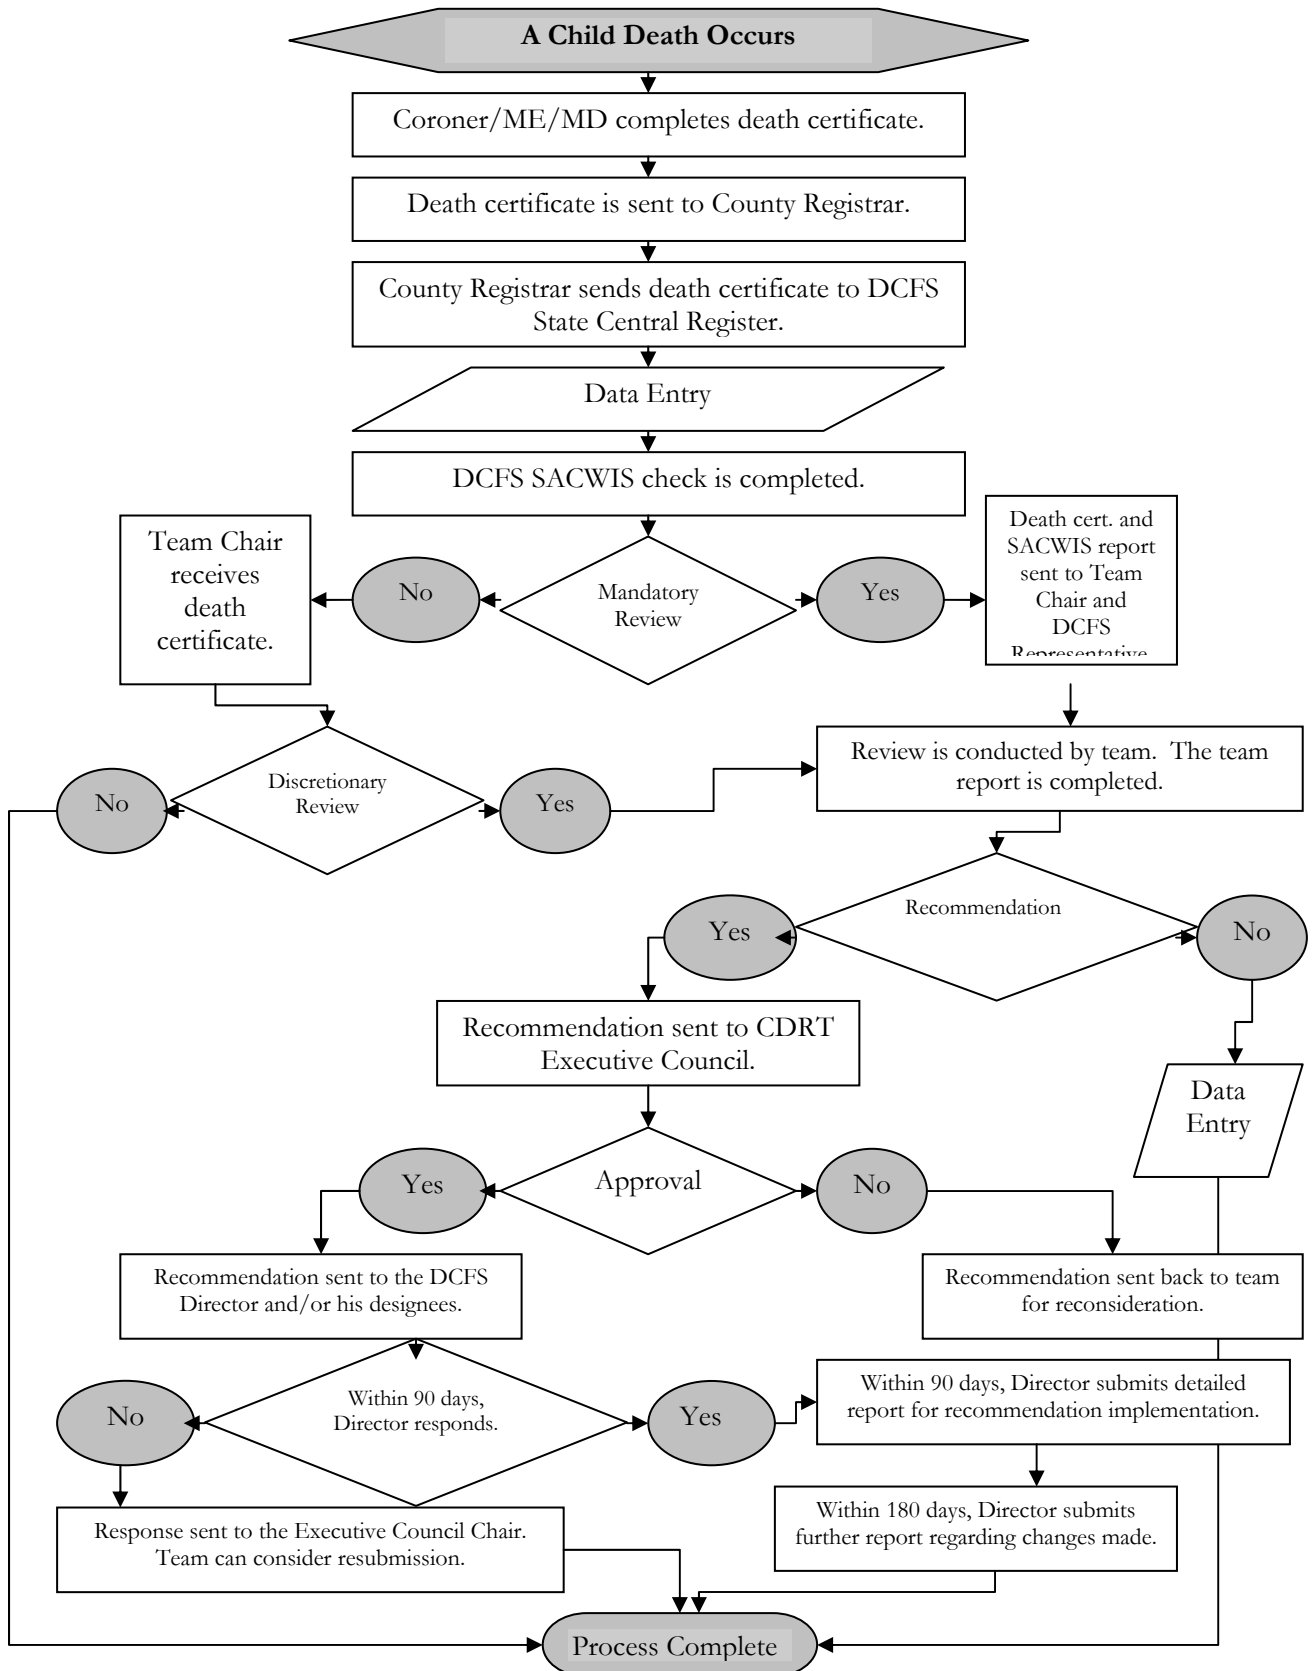 A Child Death Occurs
Coroner/ME/MD completes death certificate.
Death certificate is sent to County Registrar.
County Registrar sends death certificate to DCFS
State Central Register.
Data Entry
DCFS SACWIS check is completed.
Team Chair
receives
death
certificate.
No
Mandatory
Review
Yes
Death cert. and
SACWIS report
sent to Team
Chair and
DCFS
Representative
Discretionary
Review
No
Yes
Review is conducted by team.  The team
report is completed.
Recommendation
Yes
No
Recommendation sent to CDRT
Executive Council.
Data
Entry
Yes
Approval
No
Recommendation sent to the DCFS
Director and/or his designees.
Recommendation sent back to team
for reconsideration.
No
Within 90 days,
Director responds.
Yes
Within 90 days, Director submits detailed
report for recommendation implementation.
Response sent to the Executive Council Chair.
Team can consider resubmission.
Within 180 days, Director submits
further report regarding changes made.
Process Complete